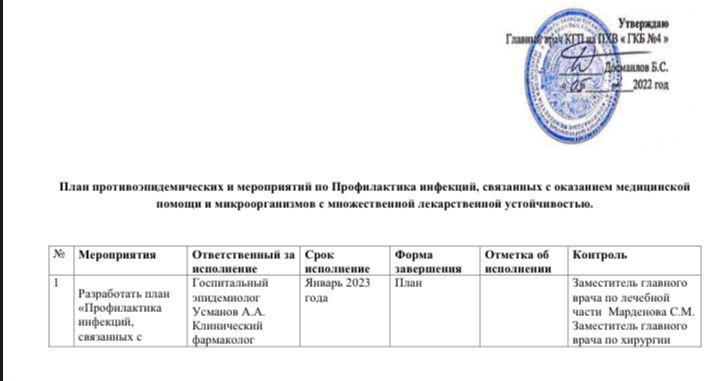 Утверждаю
Главный врач КГП на ПХВ « ГКБ №4 »
Досмаилов Б.С.
« 05 2022 год
План противоэпидемических и мероприятий по Профилактика инфекций, связанных с оказанием медицинской
помощи и микроорганизмов с множественной лекарственной устойчивостью.
№ Мероприятия Ответственный за исполнение Срок исполнение Форма завершения Отметка об исполнении Контроль
1 Разработать план «Профилактика инфекций, связанных с
Госпитальный эпидемиолог Усманов А.А. Клинический фармаколог
Январь 2023 года
План
Заместитель главного врача по лечебной части Марденова С.М. Заместитель главного врача по хирургии